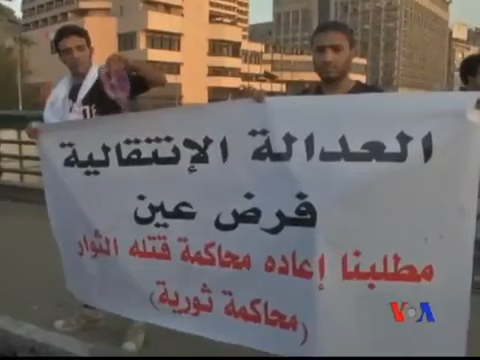 العدالة الإنتقالية
فرض عين
مطلبنا إعاده محاكمة قتله الثوار
(محاكمة ثورية)
VOA